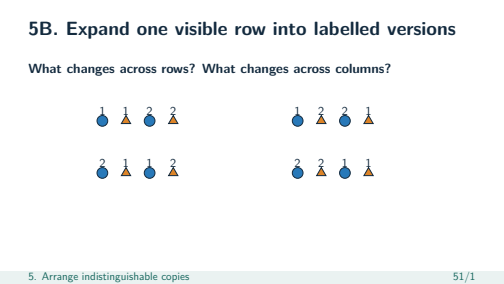 5B. Expand one visible row into labelled versions
What changes across rows? What changes across columns?
1 1 2 2 1 2 2 1
2 1 1 2 2 2 1 1
5. Arrange indistinguishable copies 51/1